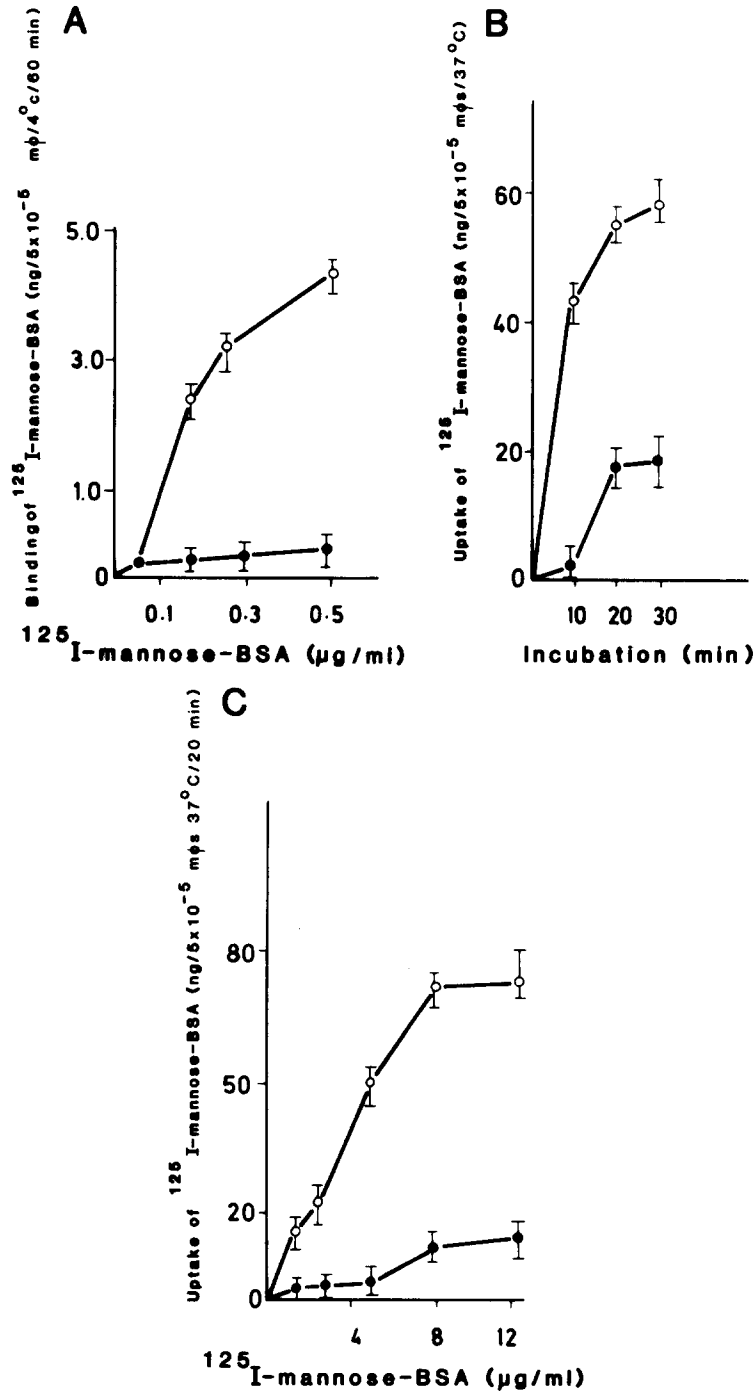 A
Bindingof ¹²⁵I-mannose-BSA (ng/5x10⁻⁵ mφ/4°c/60 min)
5.0
3.0
1.0
0
0.1 0.3 0.5
¹²⁵I-mannose-BSA (µg/ml)
B
Uptake of ¹²⁵I-mannose-BSA (ng/5x10⁻⁵ mφs/37°C)
60
40
20
0
10 20 30
Incubation (min)
C
Uptake of ¹²⁵I-mannose-BSA (ng/5x10⁻⁵ mφs 37°C/20 min)
80
50
20
0
4 8 12
¹²⁵I-mannose-BSA (µg/ml)